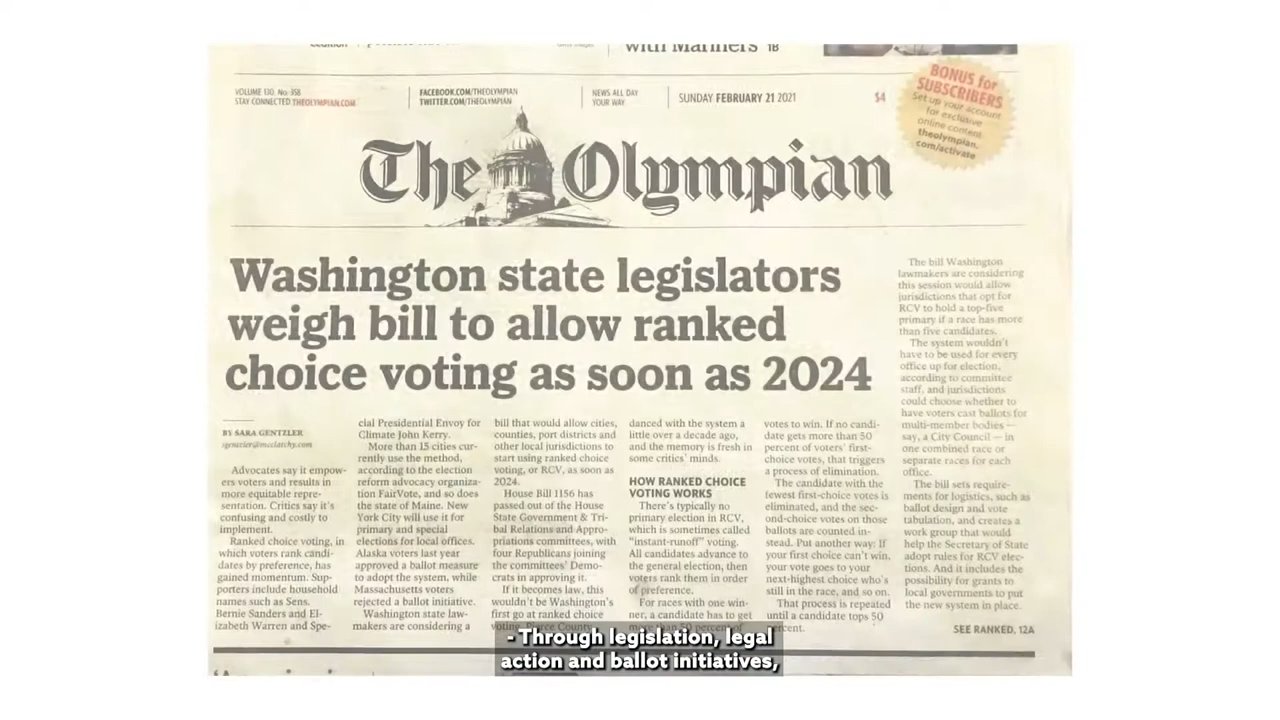 with Mariners 1B
VOLUME 130, No. 358
STAY CONNECTED THEOLYMPIAN.COM
FACEBOOK.COM/THEOLYMPIAN
TWITTER.COM/THEOLYMPIAN
NEWS ALL DAY
YOUR WAY
SUNDAY FEBRUARY 21 2021
$4
BONUS for
SUBSCRIBERS
Set up your account
for exclusive
online content
theolympian.
com/activate
The Olympian
Washington state legislators
weigh bill to allow ranked
choice voting as soon as 2024
BY SARA GENTZLER
sgentzler@mcclatchy.com
Advocates say it empow-
ers voters and results in
more equitable repre-
sentation. Critics say it's
confusing and costly to
implement.
Ranked choice voting, in
which voters rank candi-
dates by preference, has
gained momentum. Sup-
porters include household
names such as Sens.
Bernie Sanders and El-
izabeth Warren and Spe-
cial Presidential Envoy for
Climate John Kerry.
More than 15 cities cur-
rently use the method,
according to the election
reform advocacy organiza-
tion FairVote, and so does
the state of Maine. New
York City will use it for
primary and special
elections for local offices.
Alaska voters last year
approved a ballot measure
to adopt the system, while
Massachusetts voters
rejected a ballot initiative.
Washington state law-
makers are considering a
bill that would allow cities,
counties, port districts and
other local jurisdictions to
start using ranked choice
voting, or RCV, as soon as
2024.
House Bill 1156 has
passed out of the House
State Government & Tri-
bal Relations and Appro-
priations committees, with
four Republicans joining
the committees' Demo-
crats in approving it.
If it becomes law, this
wouldn't be Washington's
first go at ranked choice
voting. Pierce County
danced with the system a
little over a decade ago,
and the memory is fresh in
some critics' minds.
HOW RANKED CHOICE
VOTING WORKS
There's typically no
primary election in RCV,
which is sometimes called
"instant-runoff" voting.
All candidates advance to
the general election, then
voters rank them in order
of preference.
For races with one win-
ner, a candidate has to get
more than 50 percent of
votes to win. If no candi-
date gets more than 50
percent of voters' first-
choice votes, that triggers
a process of elimination.
The candidate with the
fewest first-choice votes is
eliminated, and the sec-
ond-choice votes on those
ballots are counted in-
stead. Put another way: If
your first choice can't win,
your vote goes to your
next-highest choice who's
still in the race, and so on.
That process is repeated
until a candidate tops 50
percent.
The bill Washington
lawmakers are considering
this session would allow
jurisdictions that opt for
RCV to hold a top-five
primary if a race has more
than five candidates.
The system wouldn't
have to be used for every
office up for election,
according to committee
staff, and jurisdictions
could choose whether to
have voters cast ballots for
multi-member bodies —
say, a City Council — in
one combined race or
separate races for each
office.
The bill sets require-
ments for logistics, such as
ballot design and vote
tabulation, and creates a
work group that would
help the Secretary of State
adopt rules for RCV elec-
tions. And it includes the
possibility for grants to
local governments to put
the new system in place.
SEE RANKED, 12A
- Through legislation, legal
action and ballot initiatives,